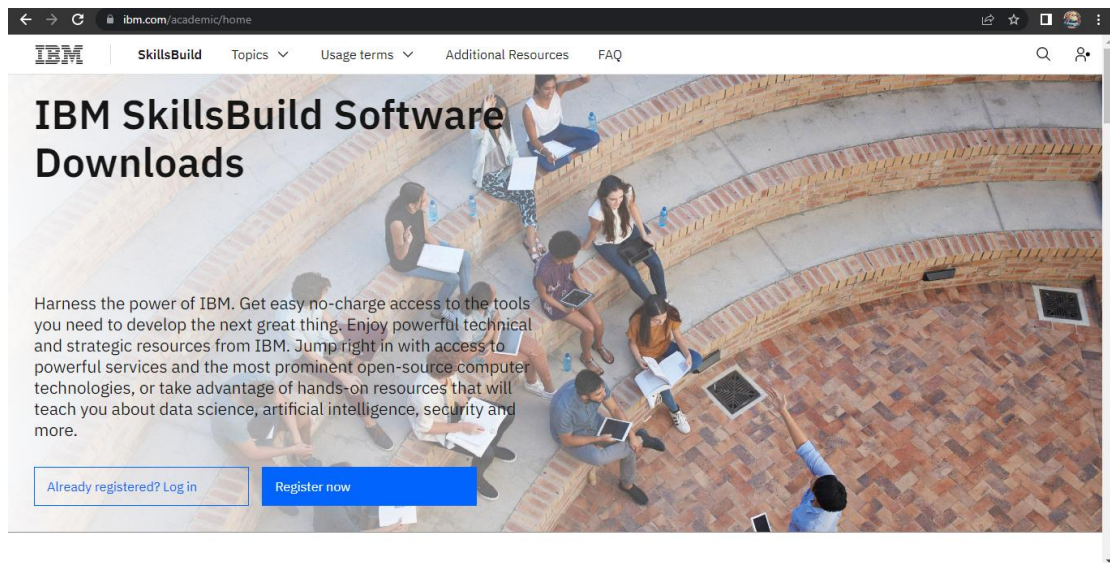 ibm.com/academic/home
IBM SkillsBuild Topics Usage terms Additional Resources FAQ
IBM SkillsBuild Software
Downloads
Harness the power of IBM. Get easy no-charge access to the tools
you need to develop the next great thing. Enjoy powerful technical
and strategic resources from IBM. Jump right in with access to
powerful services and the most prominent open-source computer
technologies, or take advantage of hands-on resources that will
teach you about data science, artificial intelligence, security and
more.
Already registered? Log in Register now